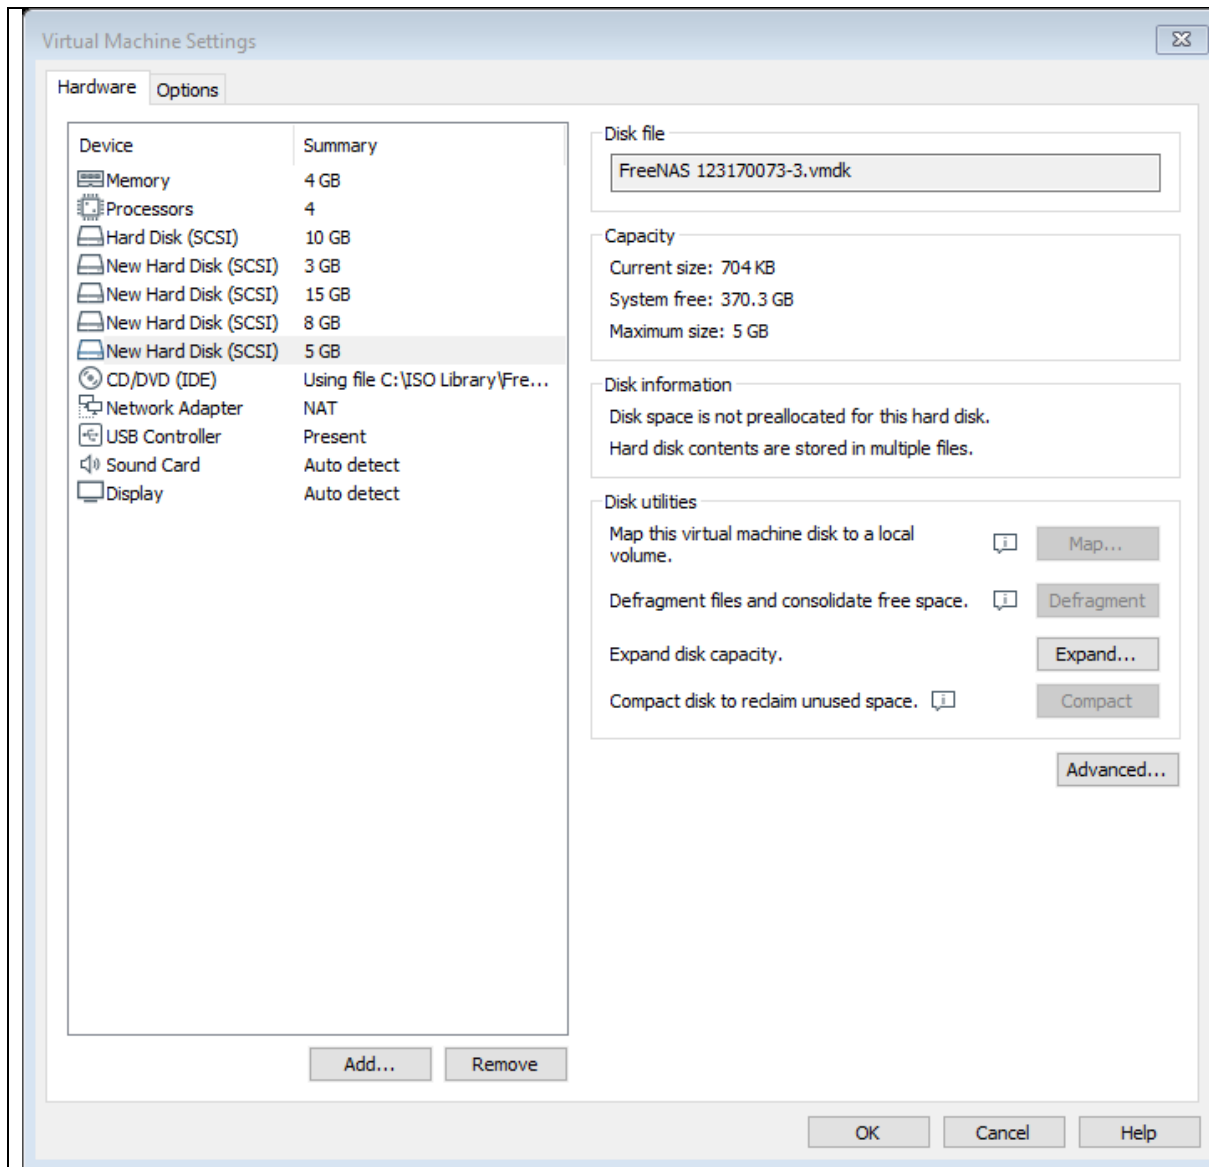 Virtual Machine Settings
Hardware Options
Device Summary
Memory 4 GB
Processors 4
Hard Disk (SCSI) 10 GB
New Hard Disk (SCSI) 3 GB
New Hard Disk (SCSI) 15 GB
New Hard Disk (SCSI) 8 GB
New Hard Disk (SCSI) 5 GB
CD/DVD (IDE) Using file C:\ISO Library\Fre...
Network Adapter NAT
USB Controller Present
Sound Card Auto detect
Display Auto detect
Add... Remove
Disk file
FreeNAS 123170073-3.vmdk
Capacity
Current size: 704 KB
System free: 370.3 GB
Maximum size: 5 GB
Disk information
Disk space is not preallocated for this hard disk.
Hard disk contents are stored in multiple files.
Disk utilities
Map this virtual machine disk to a local
volume.
Map...
Defragment files and consolidate free space. Defragment
Expand disk capacity. Expand...
Compact disk to reclaim unused space. Compact
Advanced...
OK Cancel Help